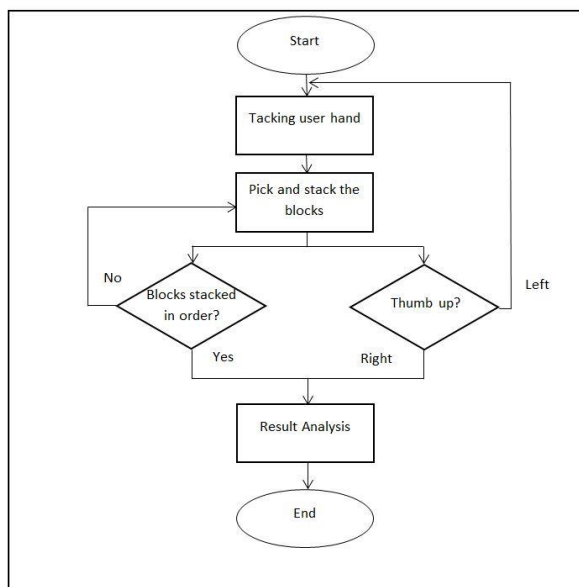 Start
Tacking user hand
Pick and stack the
blocks
No
Blocks stacked
in order?
Thumb up?
Left
Yes
Right
Result Analysis
End